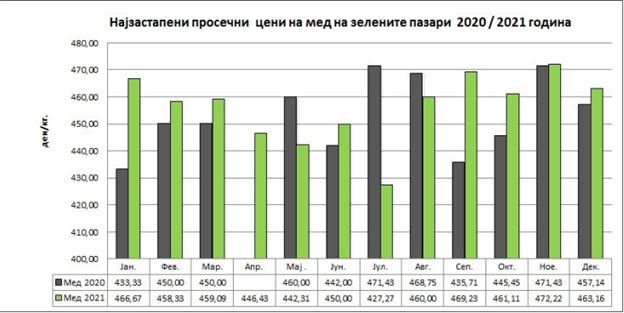 Најзастапени просечни цени на мед на зелените пазари 2020 / 2021 година
ден/кг.
480,00
470,00
460,00
450,00
440,00
430,00
420,00
410,00
400,00
Јан. Фев. Мар. Апр. Мај . Јун. Јул. Авг. Сеп. Окт. Ное. Дек.
Мед 2020 433,33 450,00 450,00 460,00 442,00 471,43 468,75 435,71 445,45 471,43 457,14
Мед 2021 466,67 458,33 459,09 446,43 442,31 450,00 427,27 460,00 469,23 461,11 472,22 463,16